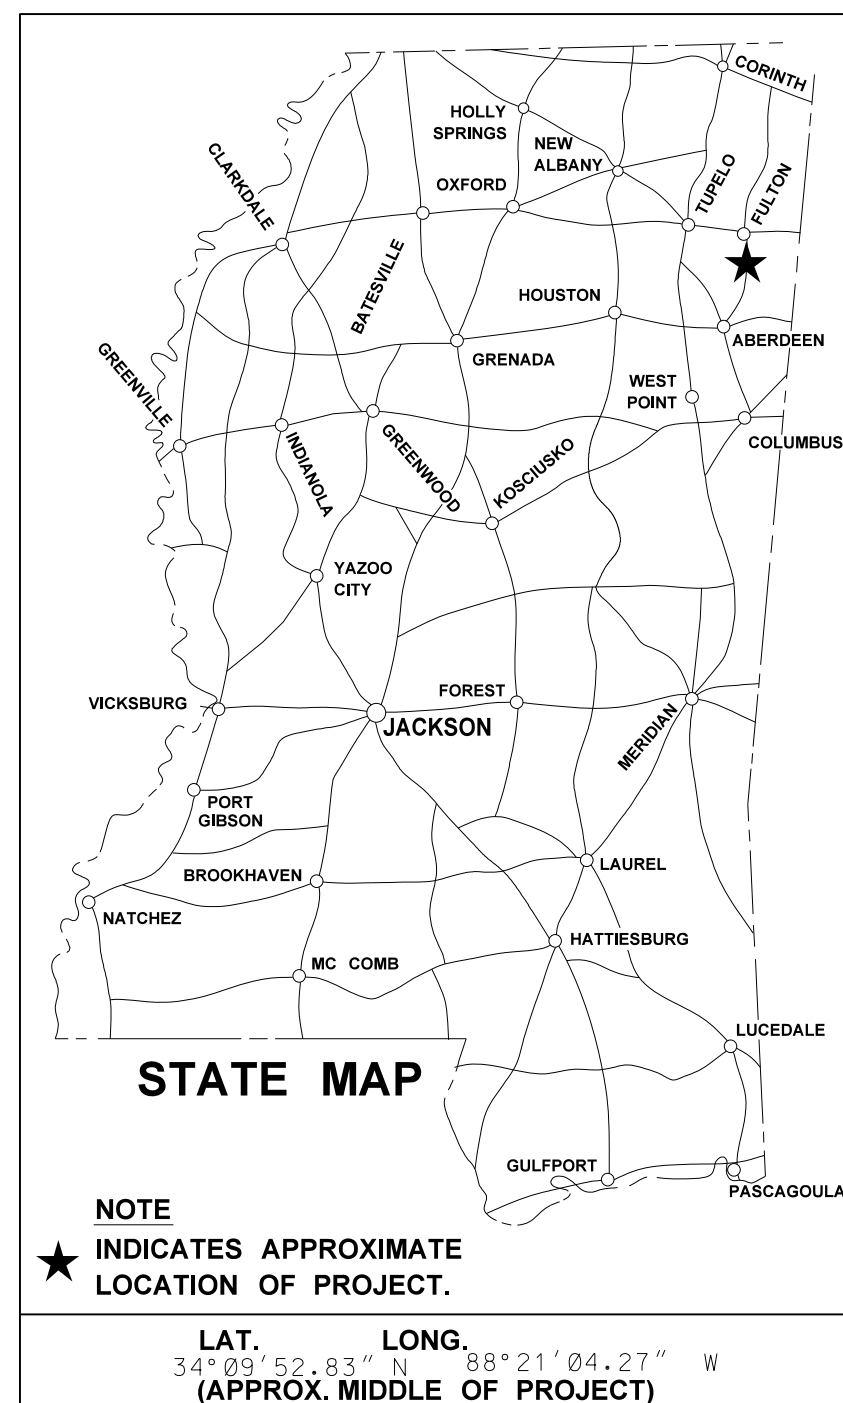 CORINTH
HOLLY
SPRINGS
NEW
ALBANY
CLARKDALE
OXFORD
TUPELO
FULTON
BATESVILLE
HOUSTON
ABERDEEN
GREENVILLE
GRENADA
WEST
POINT
COLUMBUS
INDIANOLA
GREENWOOD
KOSCIUSKO
YAZOO
CITY
VICKSBURG
FOREST
JACKSON
MERIDIAN
PORT
GIBSON
BROOKHAVEN
LAUREL
NATCHEZ
HATTIESBURG
MC COMB
LUCEDALE
STATE MAP
GULFPORT
PASCAGOULA
NOTE
INDICATES APPROXIMATE
LOCATION OF PROJECT.
LAT. LONG.
34°09'52.83" N 88°21'04.27" W
(APPROX. MIDDLE OF PROJECT)